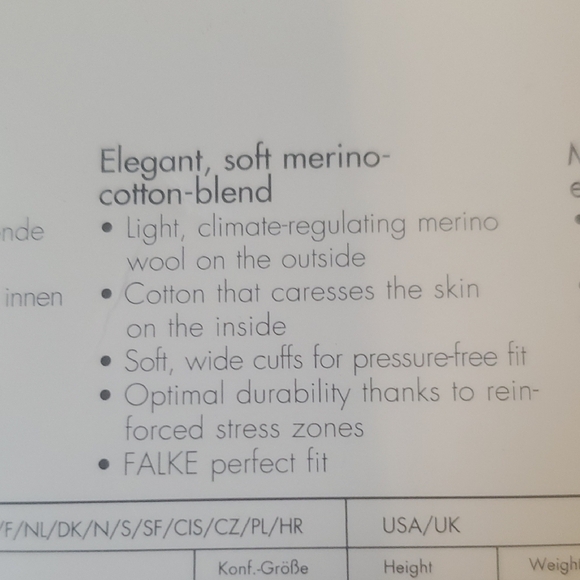 Elegant, soft merino-
cotton-blend
• Light, climate-regulating merino
wool on the outside
• Cotton that caresses the skin
on the inside
• Soft, wide cuffs for pressure-free fit
• Optimal durability thanks to rein-
forced stress zones
• FALKE perfect fit
innen
/F/NL/DK/N/S/SF/CIS/CZ/PL/HR USA/UK
Konf.-Größe Height